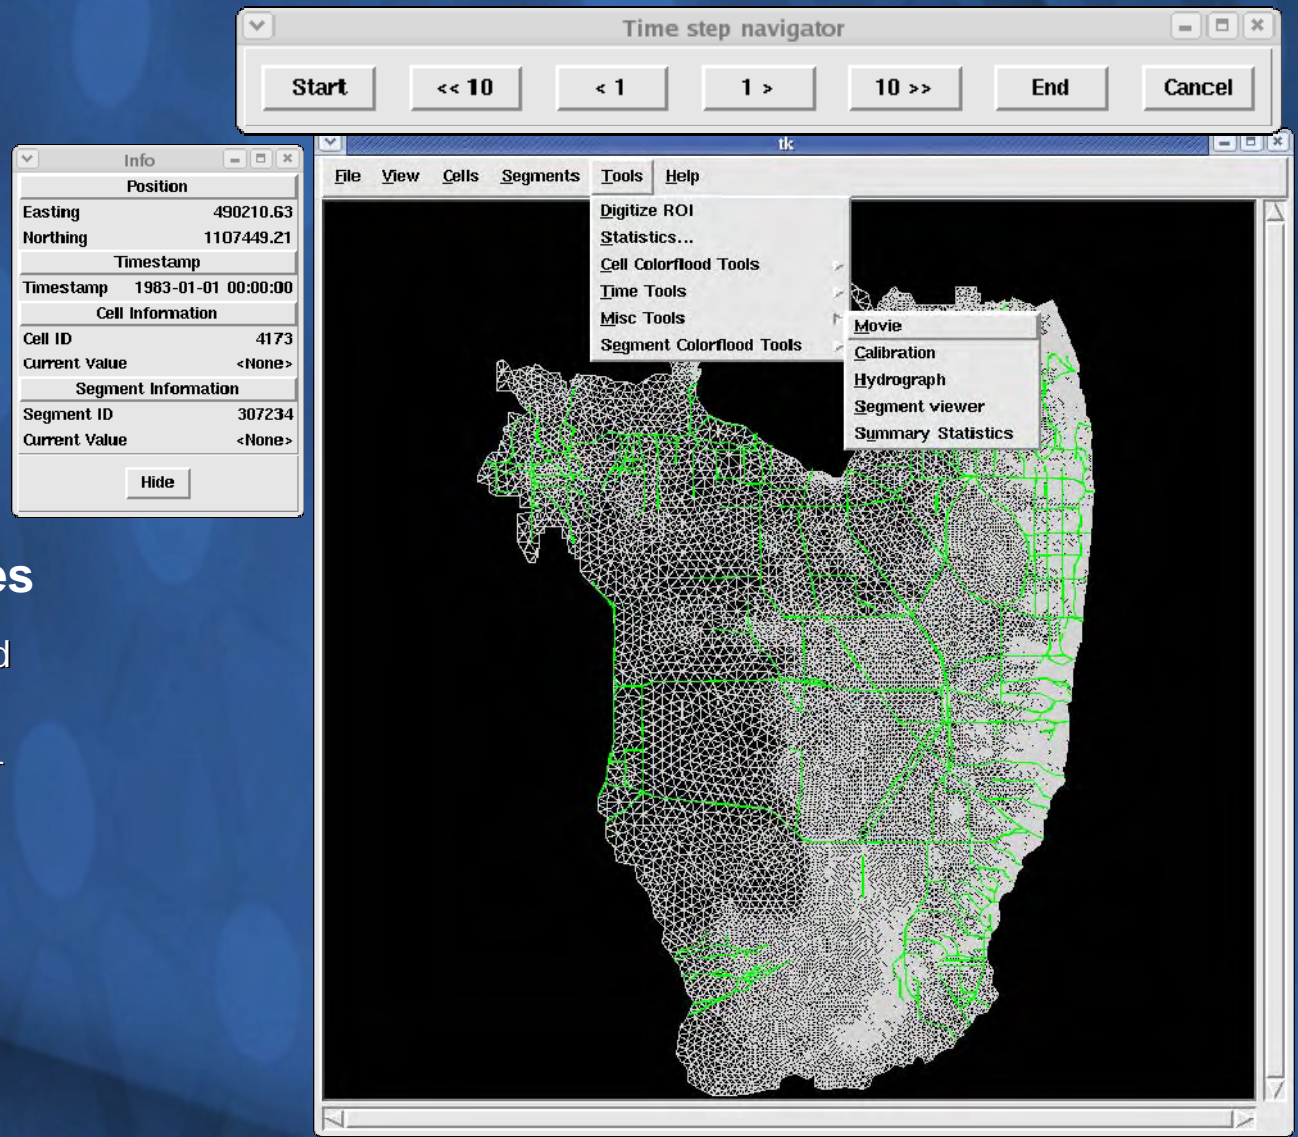 Time step navigator
Start << 10 < 1 1 > 10 >> End Cancel
Info
Position
Easting 490210.63
Northing 1107449.21
Timestamp
Timestamp 1983-01-01 00:00:00
Cell Information
Cell ID 4173
Current Value <None>
Segment Information
Segment ID 307234
Current Value <None>
Hide
es
d
tk
File View Cells Segments Tools Help
Digitize ROI
Statistics...
Cell Colorflood Tools
Time Tools
Misc Tools
Segment Colorflood Tools
Movie
Calibration
Hydrograph
Segment viewer
Summary Statistics